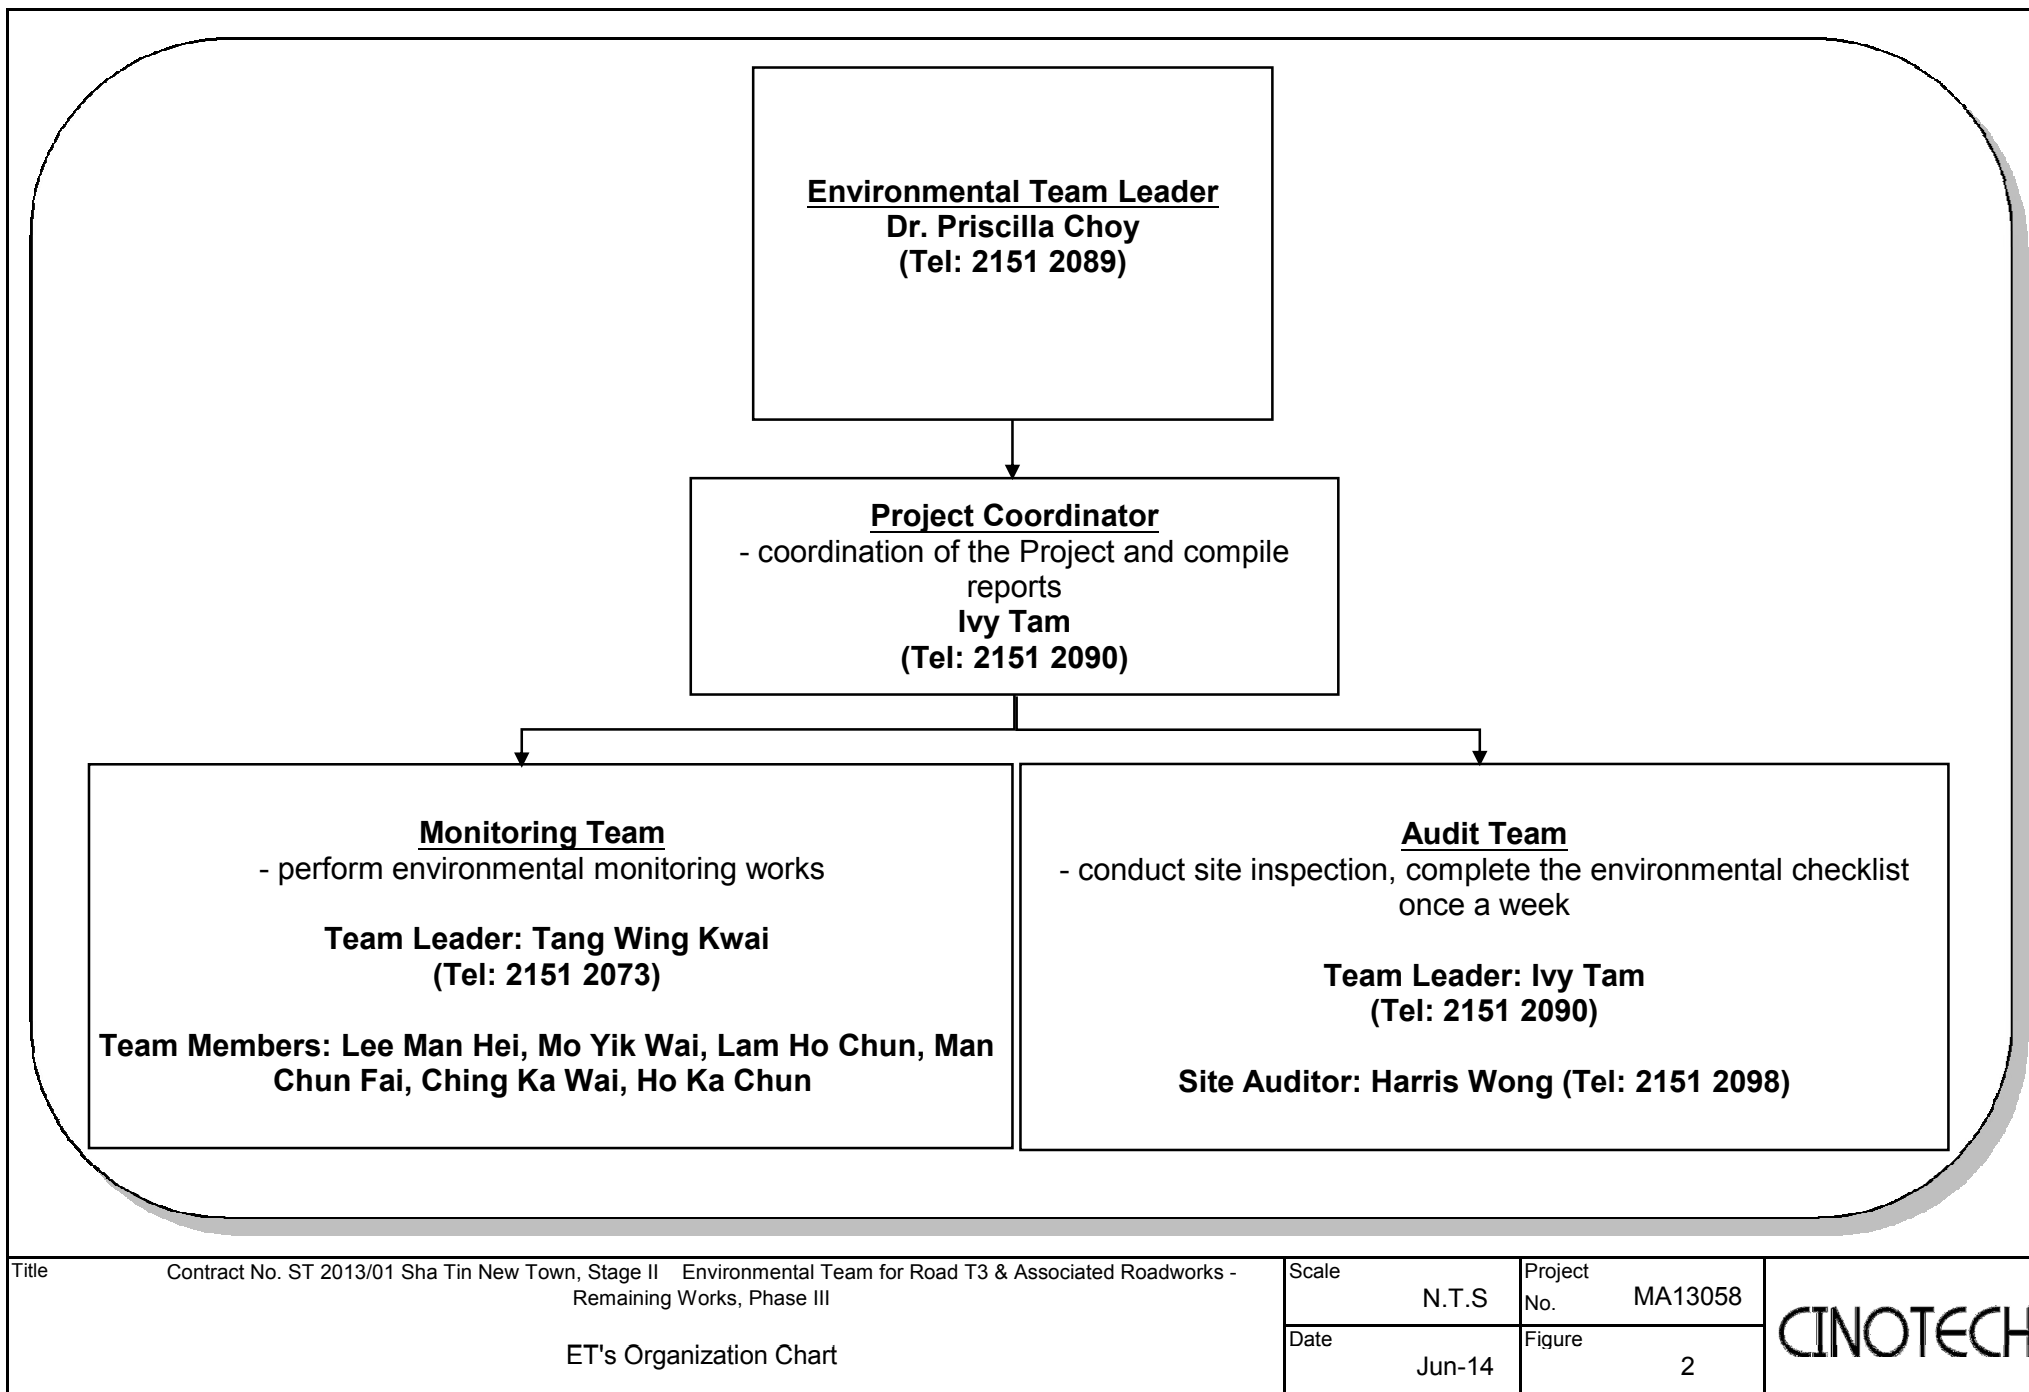 Environmental Team Leader
Dr. Priscilla Choy
(Tel: 2151 2089)
Project Coordinator
- coordination of the Project and compile
reports
Ivy Tam
(Tel: 2151 2090)
Monitoring Team
- perform environmental monitoring works
Team Leader: Tang Wing Kwai
(Tel: 2151 2073)
Team Members: Lee Man Hei, Mo Yik Wai, Lam Ho Chun, Man
Chun Fai, Ching Ka Wai, Ho Ka Chun
Audit Team
- conduct site inspection, complete the environmental checklist
once a week
Team Leader: Ivy Tam
(Tel: 2151 2090)
Site Auditor: Harris Wong (Tel: 2151 2098)
Title
Contract No. ST 2013/01 Sha Tin New Town, Stage II Environmental Team for Road T3 & Associated Roadworks -
Remaining Works, Phase III
ET's Organization Chart
Scale
N.T.S
Project
No. MA13058
Date
Jun-14
Figure
2
CINOTECH